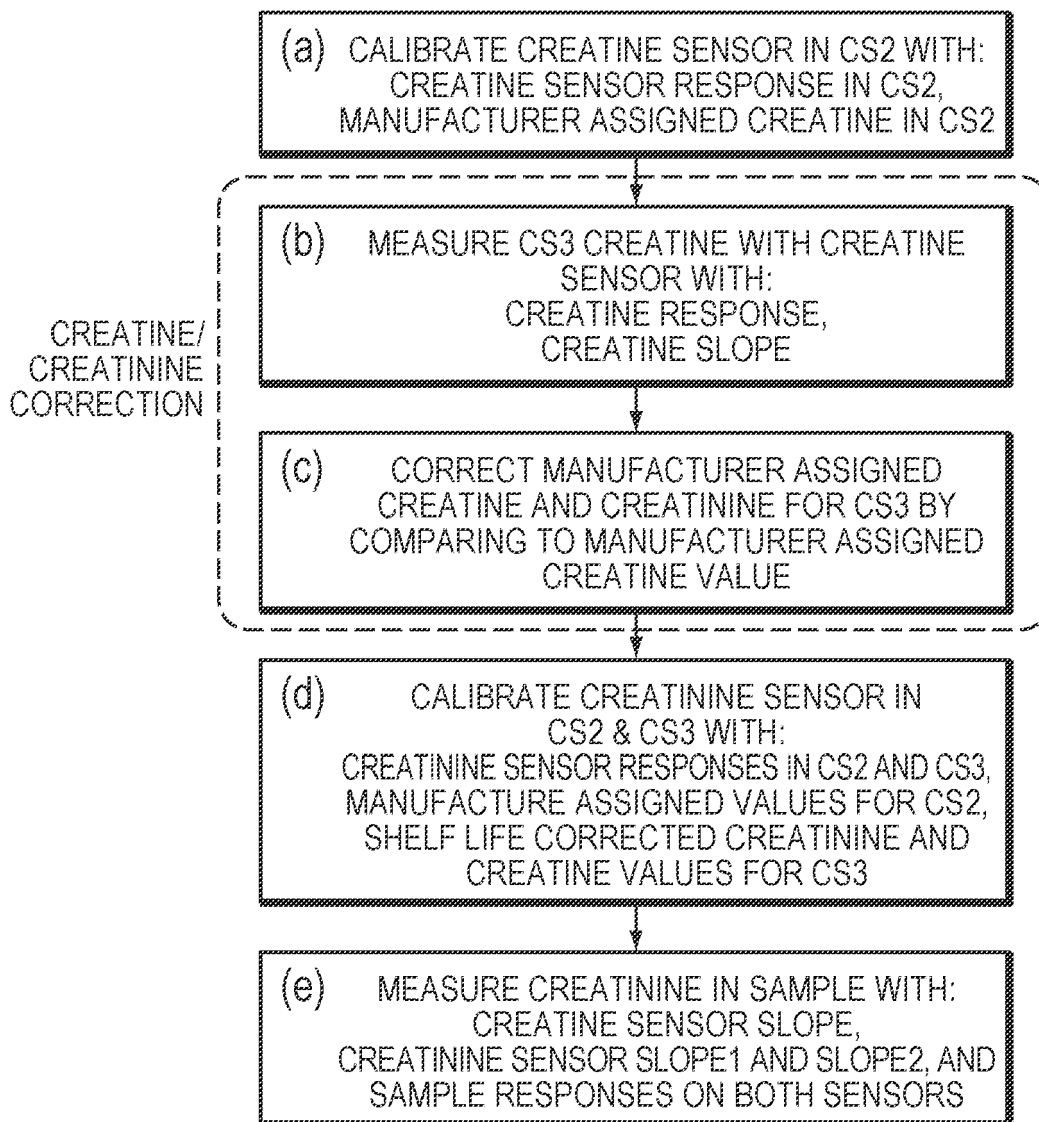 (a) CALIBRATE CREATINE SENSOR IN CS2 WITH:
CREATINE SENSOR RESPONSE IN CS2,
MANUFACTURER ASSIGNED CREATINE IN CS2
(b) MEASURE CS3 CREATINE WITH CREATINE
SENSOR WITH:
CREATINE RESPONSE,
CREATINE SLOPE
CREATINE/
CREATININE
CORRECTION
(c) CORRECT MANUFACTURER ASSIGNED
CREATINE AND CREATININE FOR CS3 BY
COMPARING TO MANUFACTURER ASSIGNED
CREATINE VALUE
(d) CALIBRATE CREATININE SENSOR IN
CS2 & CS3 WITH:
CREATININE SENSOR RESPONSES IN CS2 AND CS3,
MANUFACTURE ASSIGNED VALUES FOR CS2,
SHELF LIFE CORRECTED CREATININE AND
CREATINE VALUES FOR CS3
(e) MEASURE CREATININE IN SAMPLE WITH:
CREATINE SENSOR SLOPE,
CREATININE SENSOR SLOPE1 AND SLOPE2, AND
SAMPLE RESPONSES ON BOTH SENSORS